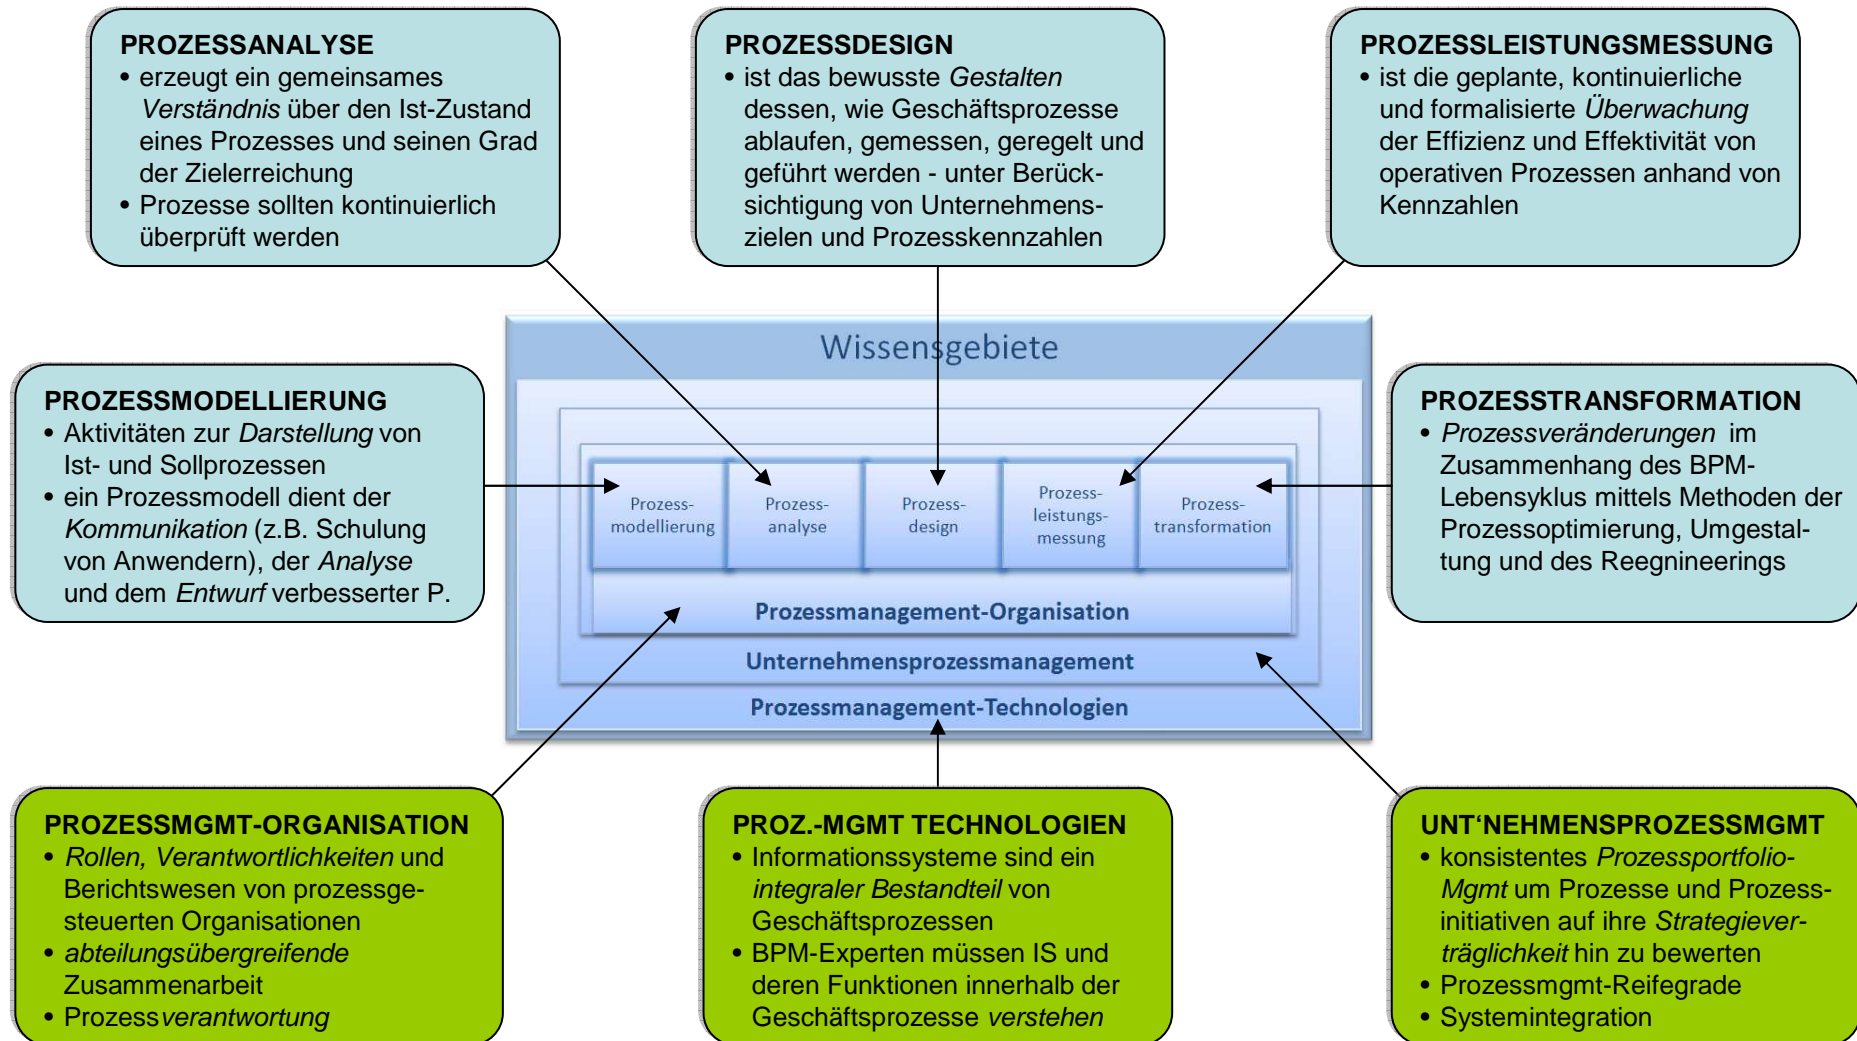 PROZESSANALYSE
• erzeugt ein gemeinsames
Verständnis über den Ist-Zustand
eines Prozesses und seinen Grad
der Zielerreichung
• Prozesse sollten kontinuierlich
überprüft werden
PROZESSDESIGN
• ist das bewusste Gestalten
dessen, wie Geschäftsprozesse
ablaufen, gemessen, geregelt und
geführt werden - unter Berück-
sichtigung von Unternehmens-
zielen und Prozesskennzahlen
PROZESSLEISTUNGSMESSUNG
• ist die geplante, kontinuierliche
und formalisierte Überwachung
der Effizienz und Effektivität von
operativen Prozessen anhand von
Kennzahlen
PROZESSMODELLIERUNG
• Aktivitäten zur Darstellung von
Ist- und Sollprozessen
• ein Prozessmodell dient der
Kommunikation (z.B. Schulung
von Anwendern), der Analyse
und dem Entwurf verbesserter P.
Wissensgebiete
Prozess-
modellierung
Prozess-
analyse
Prozess-
design
Prozess-
leistungs-
messung
Prozess-
transformation
Prozessmanagement-Organisation
Unternehmensprozessmanagement
Prozessmanagement-Technologien
PROZESSTRANSFORMATION
• Prozessveränderungen im
Zusammenhang des BPM-
Lebensyklus mittels Methoden der
Prozessoptimierung, Umgestal-
tung und des Reegnineerings
PROZESSMGMT-ORGANISATION
• Rollen, Verantwortlichkeiten und
Berichtswesen von prozessge-
steuerten Organisationen
• abteilungsübergreifende
Zusammenarbeit
• Prozessverantwortung
PROZ.-MGMT TECHNOLOGIEN
• Informationssysteme sind ein
integraler Bestandteil von
Geschäftsprozessen
• BPM-Experten müssen IS und
deren Funktionen innerhalb der
Geschäftsprozesse verstehen
UNT‘NEHMENSPROZESSMGMT
• konsistentes Prozessportfolio-
Mgmt um Prozesse und Prozess-
initiativen auf ihre Strategiever-
träglichkeit hin zu bewerten
• Prozessmgmt-Reifegrade
• Systemintegration